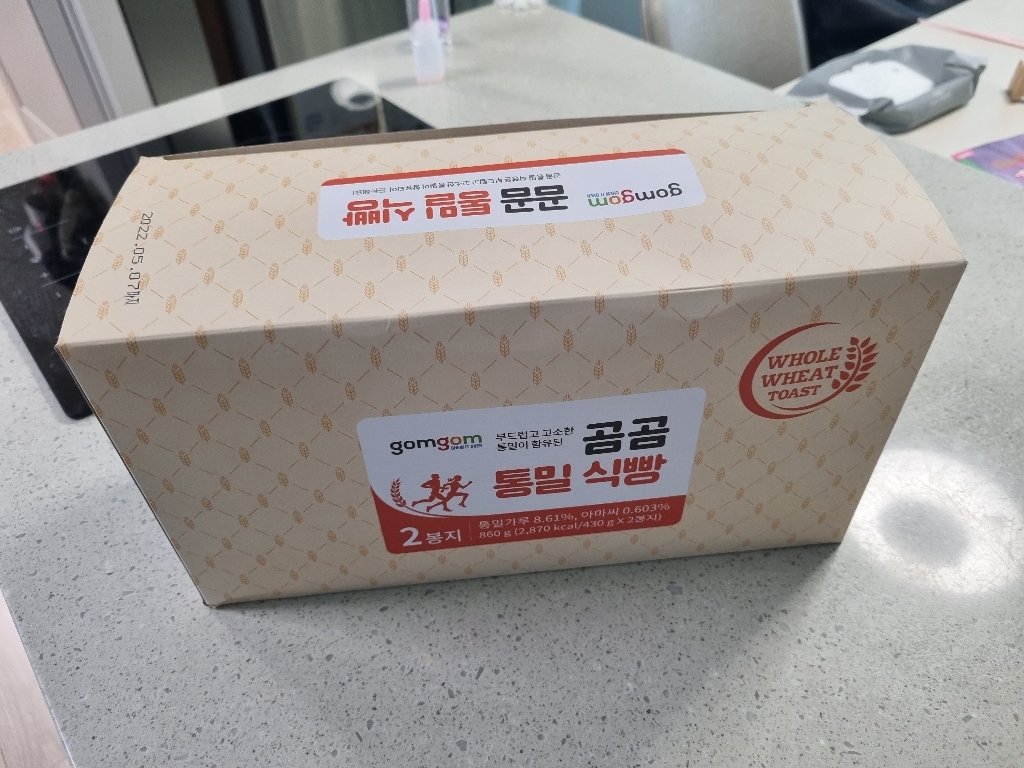 2022.05.07까지
gomgom
곰곰
통밀 식빵
WHOLE
WHEAT
TOAST
gomgom
부드럽고 고소한
통밀이 함유된
곰곰
통밀 식빵
2봉지
통밀가루 8.61%, 아마씨 0.603%
860 g (2,870 kcal/430 g X 2봉지)